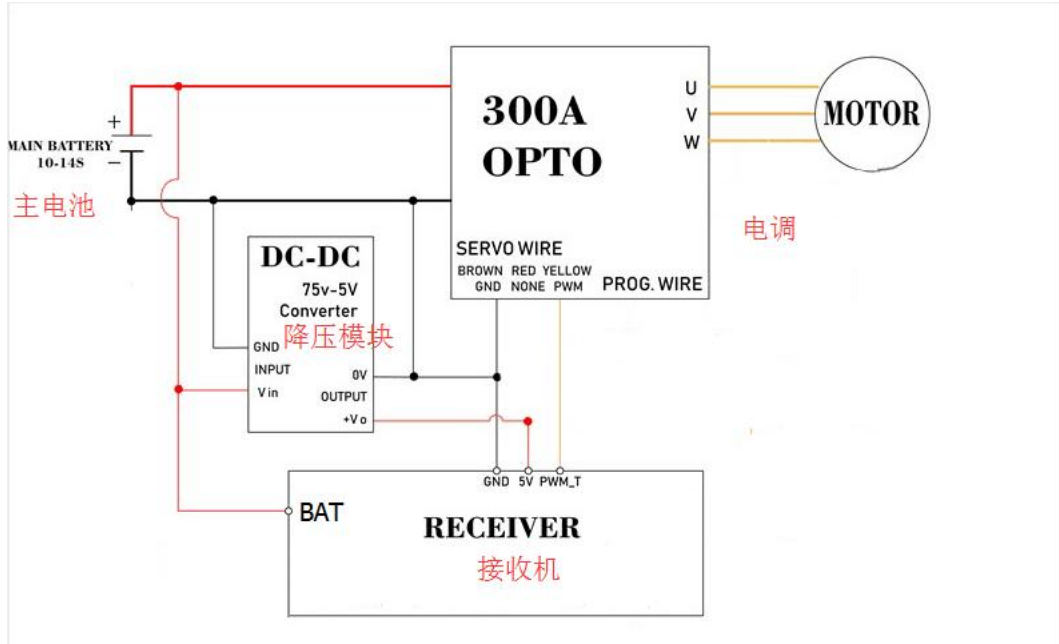 300A
OPTO
U
V
W
MOTOR
+
MAIN BATTERY
10-14S
−
主电池
电调
SERVO WIRE
BROWN RED YELLOW
GND NONE PWM
PROG. WIRE
DC-DC
75v-5V
Converter
降压模块
GND
INPUT
Vin
0V
OUTPUT
+Vo
GND 5V PWM_T
BAT
RECEIVER
接收机